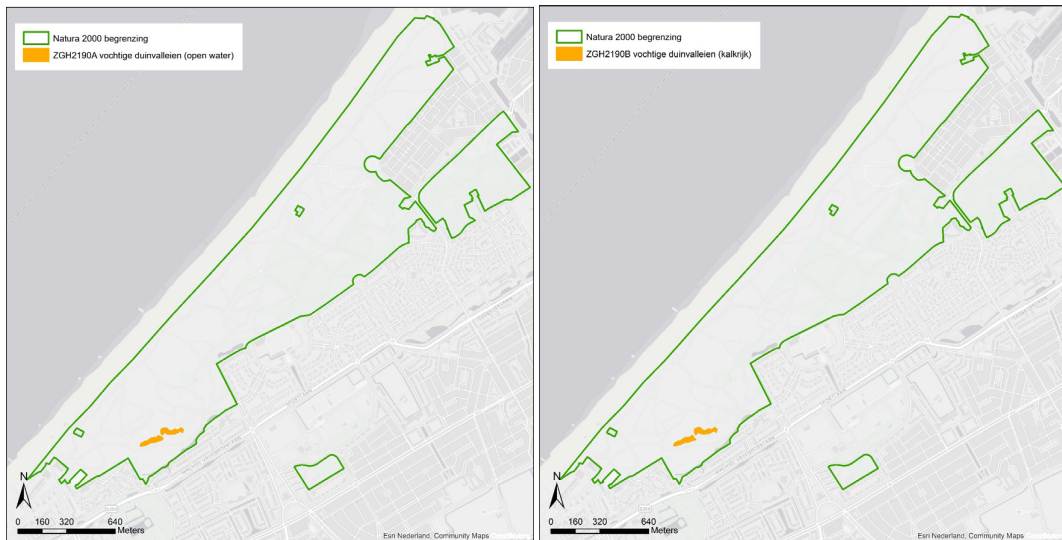 Natura 2000 begrenzing
ZGH2190A vochtige duinvalleien (open water)
N
0 160 320 640
Meters
Esri Nederland, Community Maps
Natura 2000 begrenzing
ZGH2190B vochtige duinvalleien (kalkrijk)
N
0 160 320 640
Meters
Esri Nederland, Community Maps